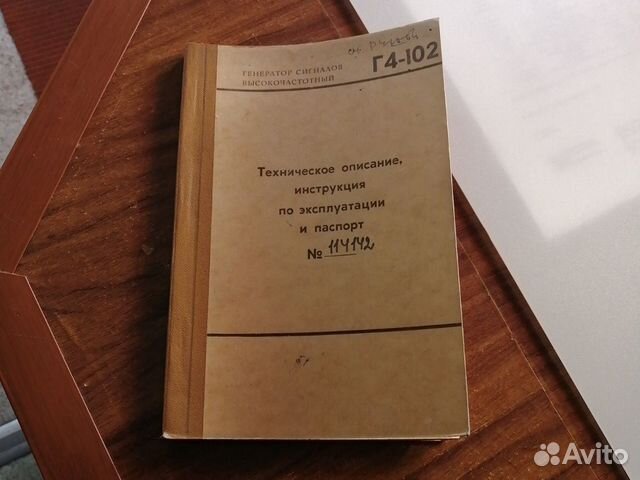 ГЕНЕРАТОР СИГНАЛОВ
ВЫСОКОЧАСТОТНЫЙ
Г4-102
Техническое описание,
инструкция
по эксплуатации
и паспорт
№ 114142
Avito